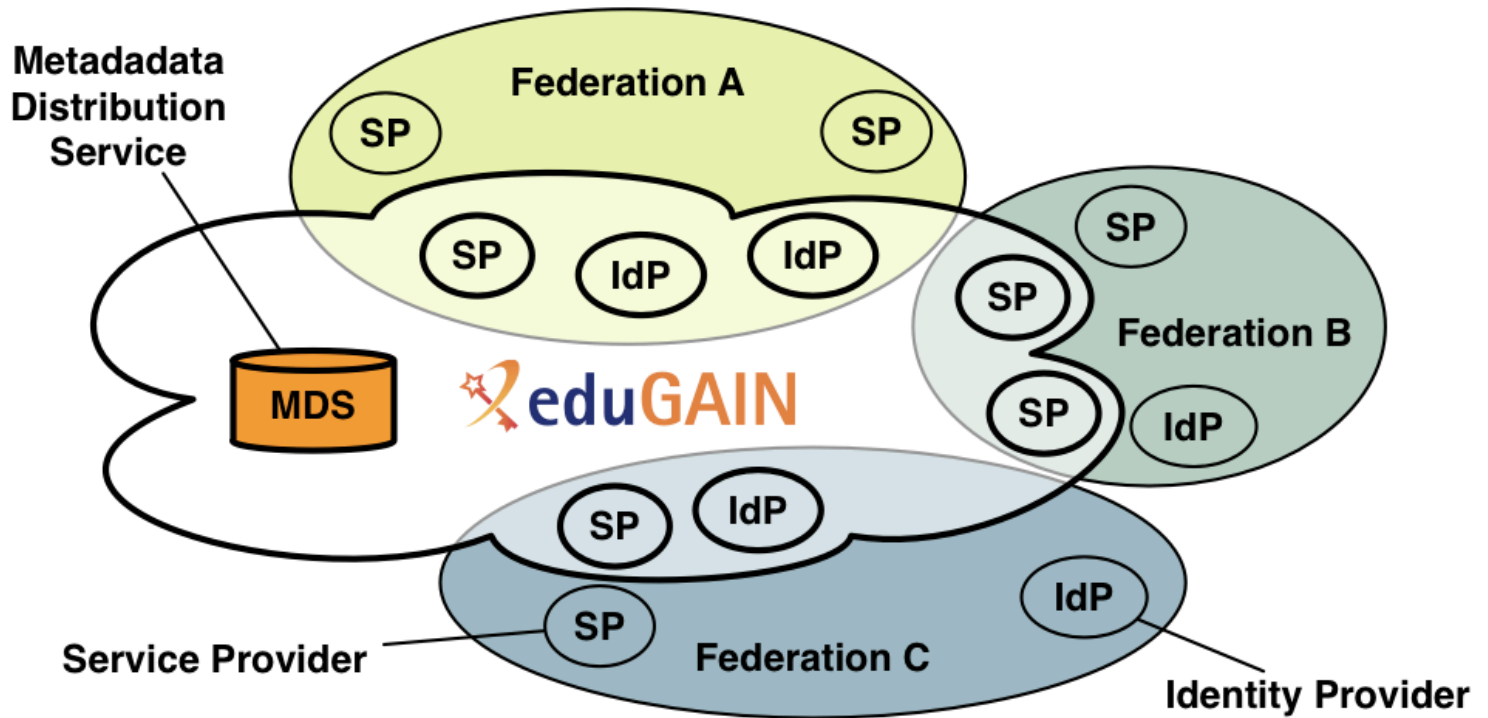 Metadadata
Distribution
Service
Federation A
SP
SP
SP
IdP
IdP
SP
SP
Federation B
SP
IdP
MDS
eduGAIN
SP
IdP
SP
IdP
Federation C
Service Provider
Identity Provider